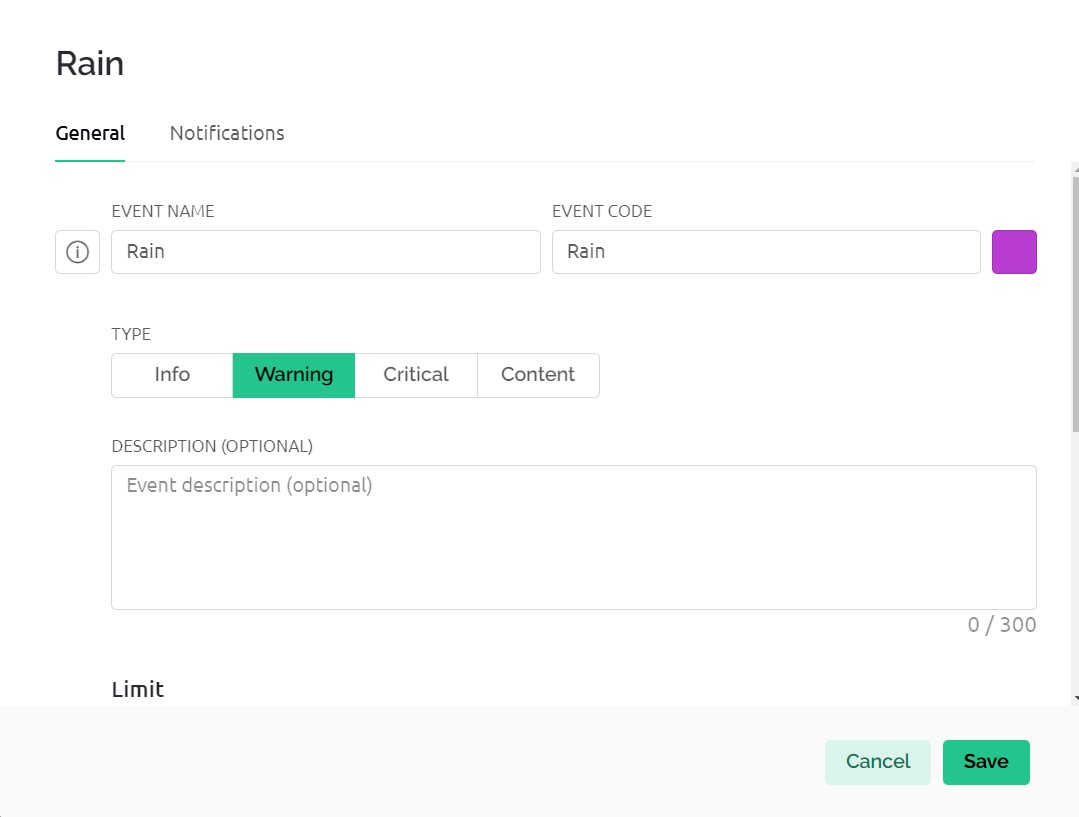 Rain
General Notifications
EVENT NAME EVENT CODE
Rain Rain
TYPE
Info Warning Critical Content
DESCRIPTION (OPTIONAL)
Event description (optional)
0 / 300
Limit
Cancel Save